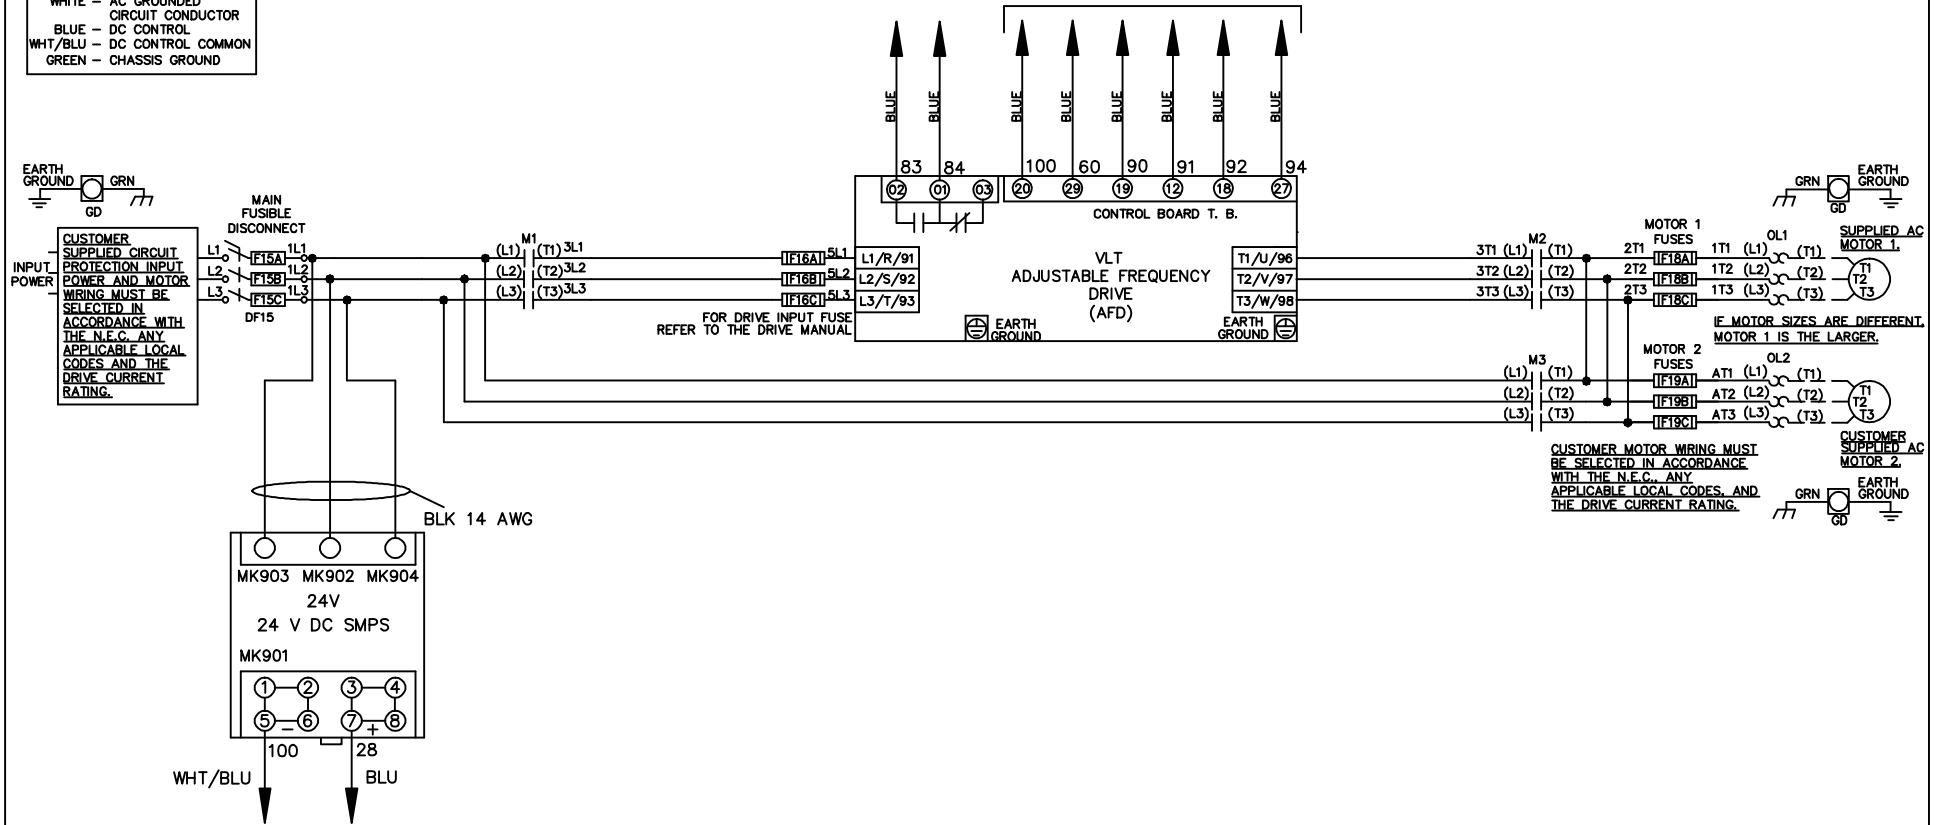 WHITE – AC GROUNDED
CIRCUIT CONDUCTOR
BLUE – DC CONTROL
WHT/BLU – DC CONTROL COMMON
GREEN – CHASSIS GROUND
BLUE BLUE BLUE BLUE BLUE BLUE BLUE BLUE
83 84 100 60 90 91 92 94
02 01 03 20 29 19 12 18 27
CONTROL BOARD T. B.
EARTH
GROUND
GRN
GD
MAIN
FUSIBLE
DISCONNECT
INPUT
POWER
CUSTOMER
SUPPLIED CIRCUIT
PROTECTION INPUT
POWER AND MOTOR
WIRING MUST BE
SELECTED IN
ACCORDANCE WITH
THE N.E.C. ANY
APPLICABLE LOCAL
CODES AND THE
DRIVE CURRENT
RATING.
L1 F15A 1L1
L2 F15B 1L2
L3 F15C 1L3
DF15
M1
(L1) (T1) 3L1
(L2) (T2) 3L2
(L3) (T3) 3L3
F16A 5L1
F16B 5L2
F16C 5L3
FOR DRIVE INPUT FUSE
REFER TO THE DRIVE MANUAL
L1/R/91
L2/S/92
L3/T/93
VLT
ADJUSTABLE FREQUENCY
DRIVE
(AFD)
T1/U/96
T2/V/97
T3/W/98
EARTH
GROUND
EARTH
GROUND
M2
3T1 (L1) (T1)
3T2 (L2) (T2)
3T3 (L3) (T3)
MOTOR 1
FUSES
2T1 F18A 1T1 (L1)
2T2 F18B 1T2 (L2)
2T3 F18C 1T3 (L3)
OL1
(T1)
(T2)
(T3)
T1
T2
T3
GRN
EARTH
GROUND
GD
SUPPLIED AC
MOTOR 1.
IF MOTOR SIZES ARE DIFFERENT,
MOTOR 1 IS THE LARGER.
M3
(L1) (T1)
(L2) (T2)
(L3) (T3)
MOTOR 2
FUSES
F19A AT1 (L1)
F19B AT2 (L2)
F19C AT3 (L3)
OL2
(T1)
(T2)
(T3)
T1
T2
T3
CUSTOMER
SUPPLIED AC
MOTOR 2.
CUSTOMER MOTOR WIRING MUST
BE SELECTED IN ACCORDANCE
WITH THE N.E.C., ANY
APPLICABLE LOCAL CODES, AND
THE DRIVE CURRENT RATING.
GRN
EARTH
GROUND
GD
BLK 14 AWG
MK903 MK902 MK904
24V
24 V DC SMPS
MK901
1 2 3 4
5 – 6 7 + 8
100 28
WHT/BLU BLU